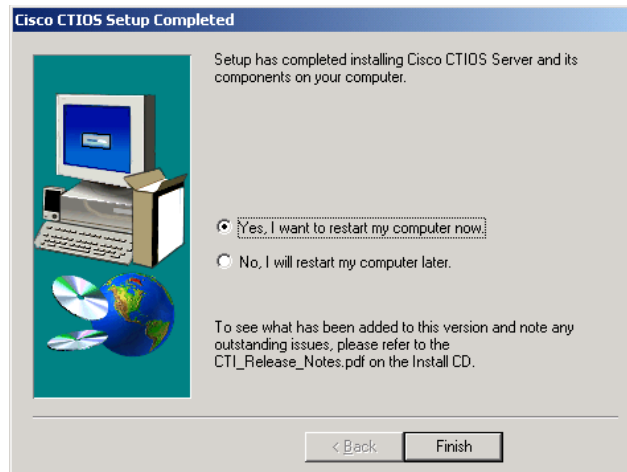 Cisco CTIOS Setup Completed
Setup has completed installing Cisco CTIOS Server and its
components on your computer.
Yes, I want to restart my computer now.
No, I will restart my computer later.
To see what has been added to this version and note any
outstanding issues, please refer to the
CTI_Release_Notes.pdf on the Install CD.
< Back
Finish